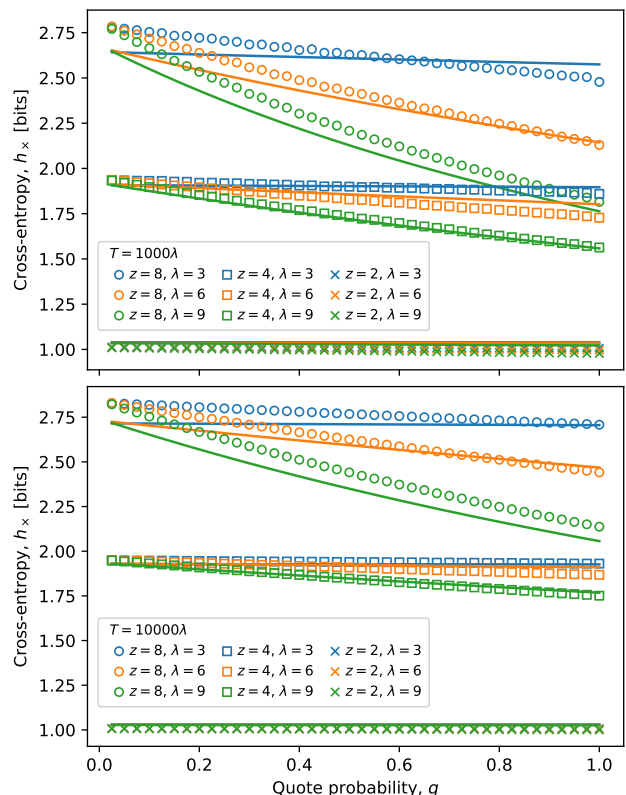 2.75
2.50
2.25
2.00
1.75
1.50
1.25
1.00
Cross-entropy, h× [bits]
T = 1000λ
z = 8, λ = 3 z = 4, λ = 3 z = 2, λ = 3
z = 8, λ = 6 z = 4, λ = 6 z = 2, λ = 6
z = 8, λ = 9 z = 4, λ = 9 z = 2, λ = 9
2.75
2.50
2.25
2.00
1.75
1.50
1.25
1.00
Cross-entropy, h× [bits]
T = 10000λ
z = 8, λ = 3 z = 4, λ = 3 z = 2, λ = 3
z = 8, λ = 6 z = 4, λ = 6 z = 2, λ = 6
z = 8, λ = 9 z = 4, λ = 9 z = 2, λ = 9
0.0 0.2 0.4 0.6 0.8 1.0
Quote probability, q